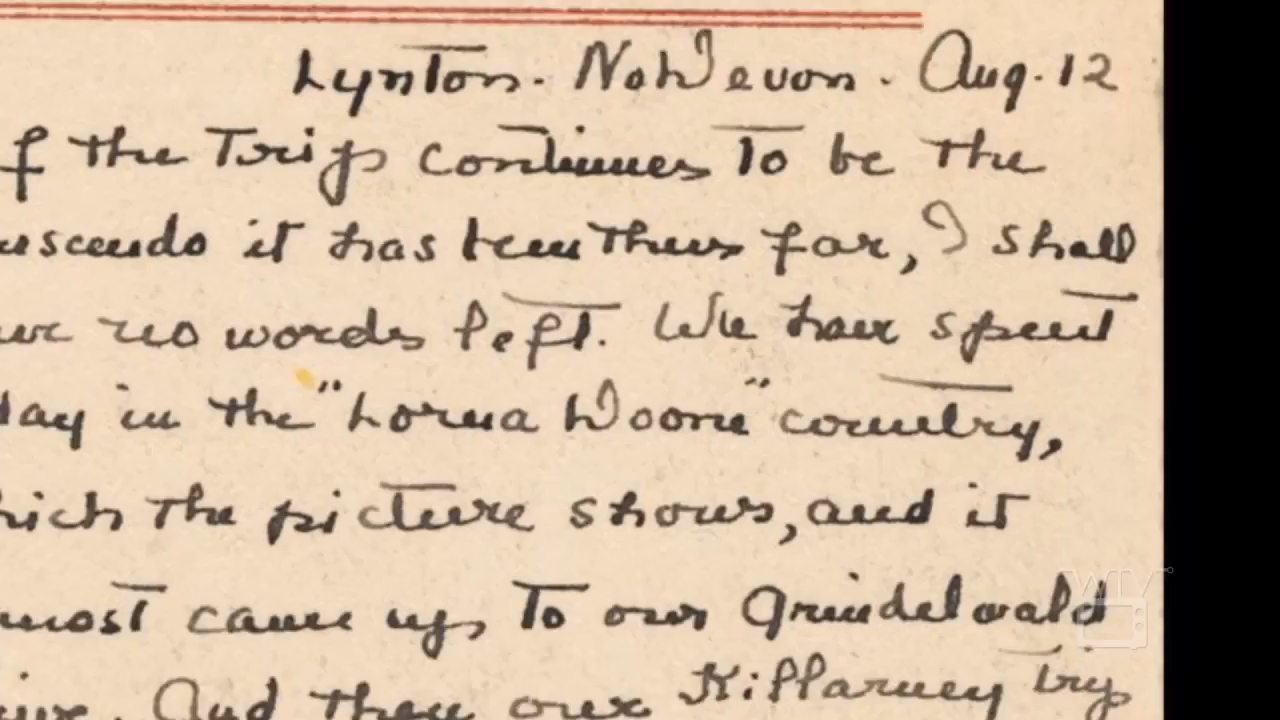 Lynton. No. Devon. Aug. 12
f the Trip continues to be the
escendo it has been thus far, I shall
ve no words left. We have spent
day in the "Lorna Doone" country,
hich the picture shows, and it
most came up to our Grindelwald
ive. And then our Killarney trip
WTV